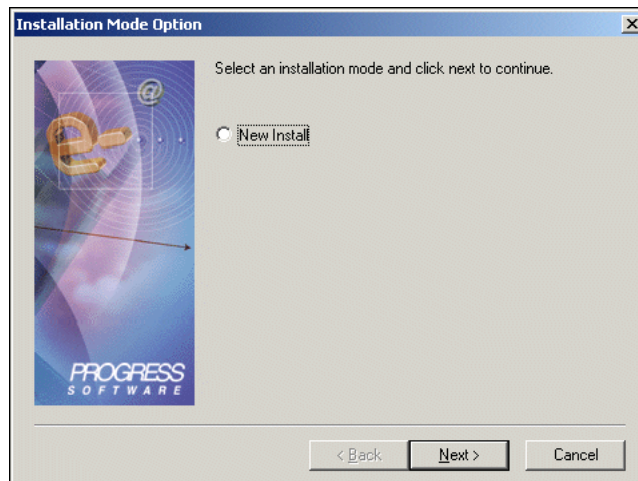 Installation Mode Option
Select an installation mode and click next to continue.
@
e-
New Install
PROGRESS
SOFTWARE
< Back
Next >
Cancel